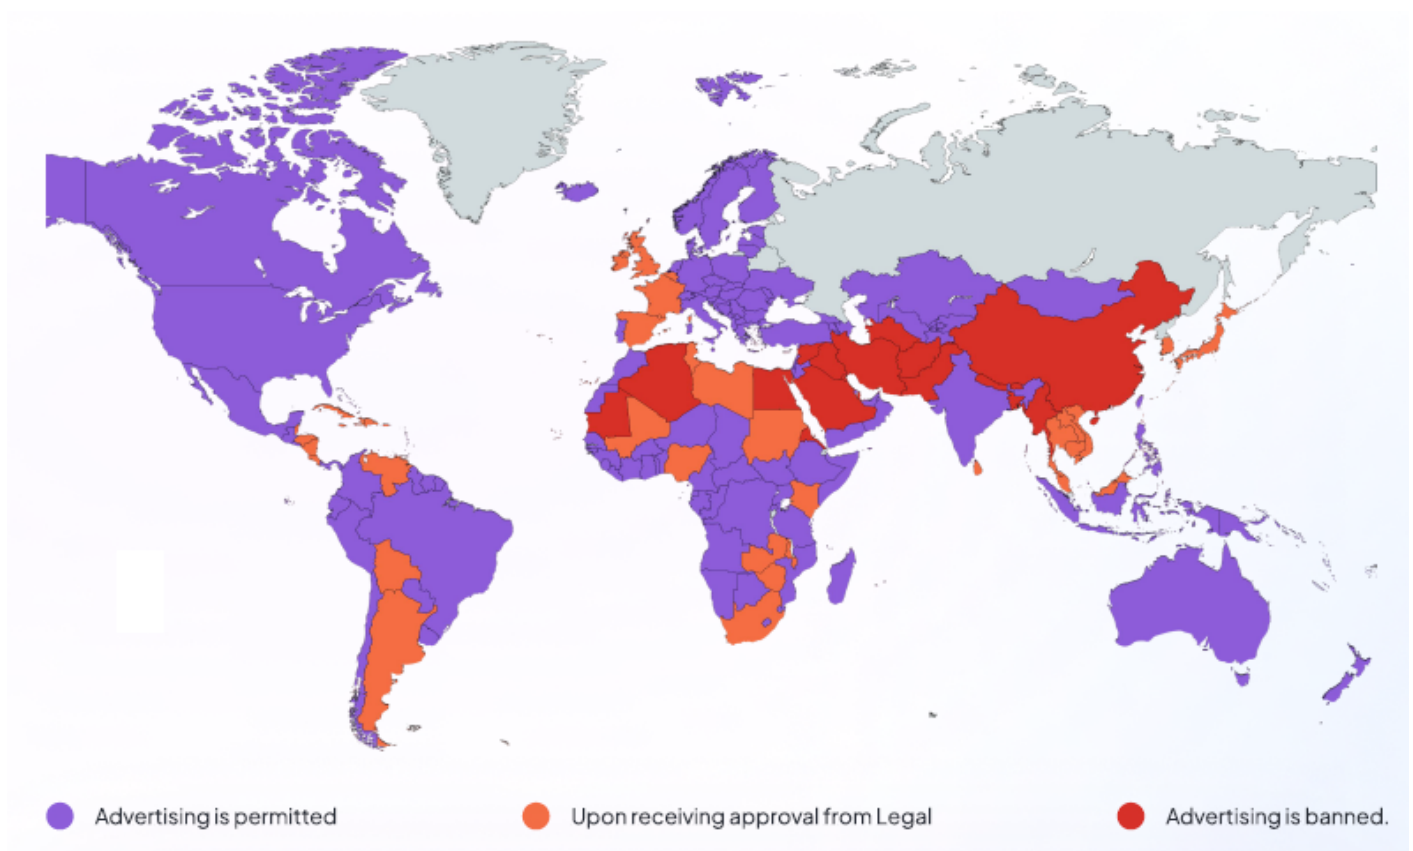 Advertising is permitted
Upon receiving approval from Legal
Advertising is banned.